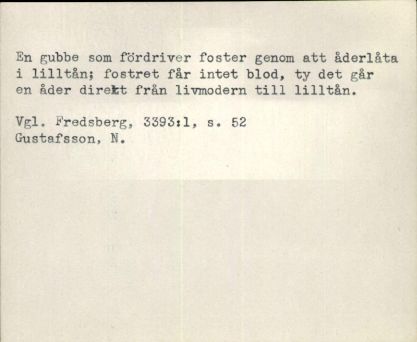 En gubbe som fördriver foster genom att åderlåta
i lilltån; fostret får intet blod, ty det går
en åder direkt från livmodern till lilltån.
Vgl. Fredsberg, 3393:1, s. 52
Gustafsson, N.